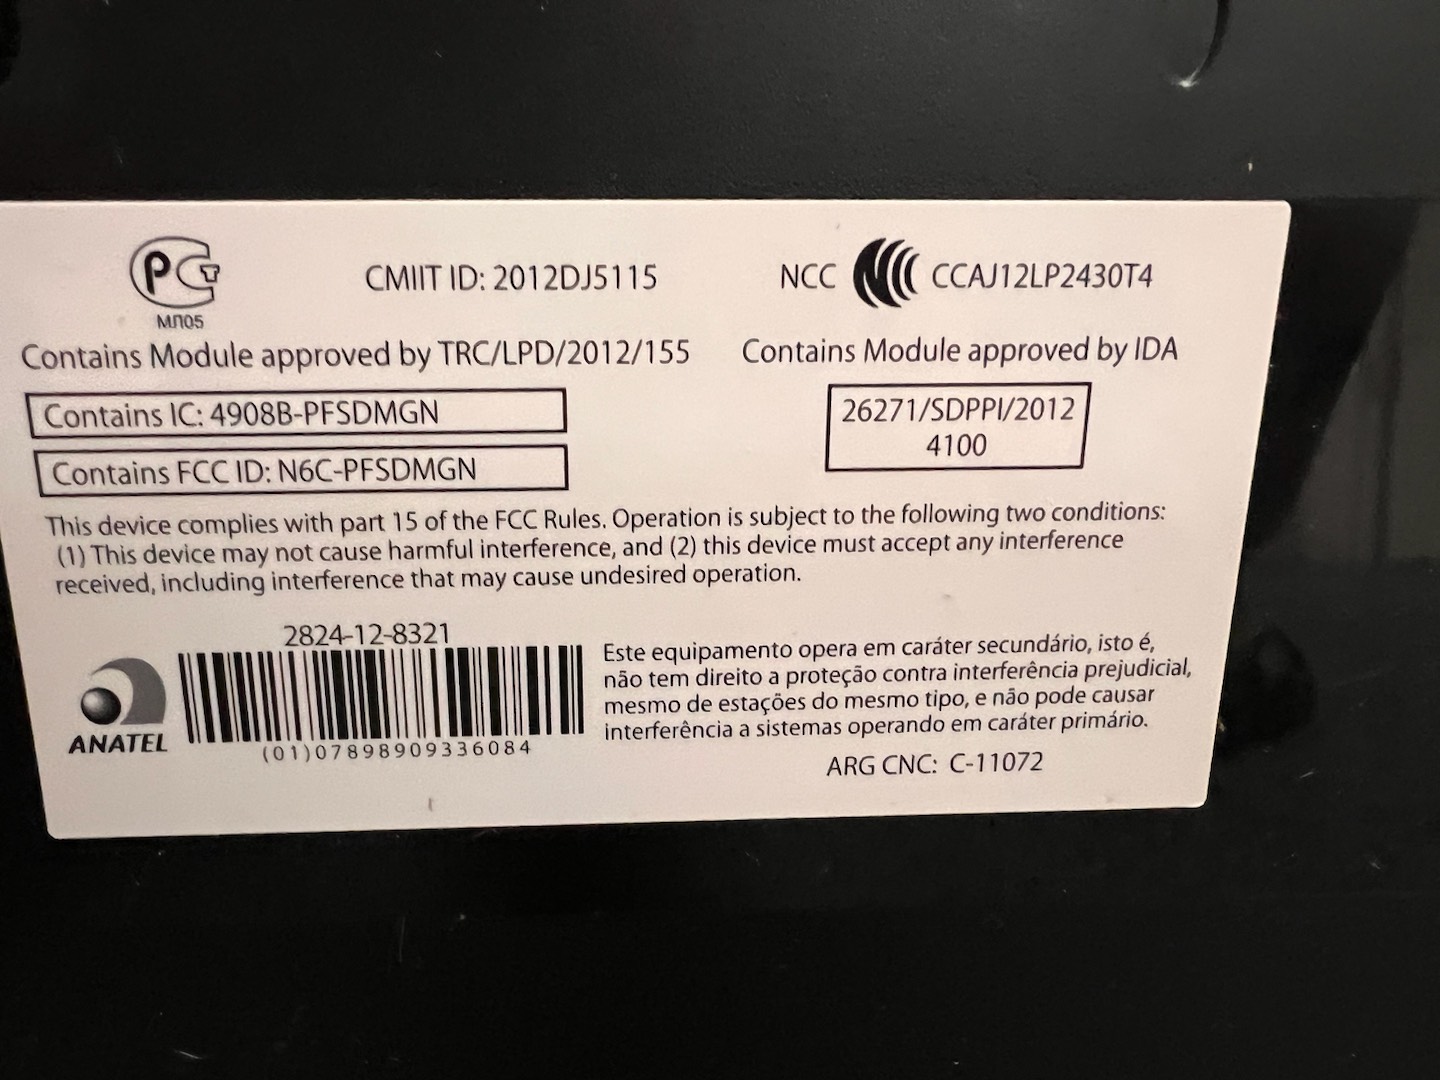 PG
МЛ05
CMIIT ID: 2012DJ5115
NCC CCAJ12LP2430T4
Contains Module approved by TRC/LPD/2012/155
Contains Module approved by IDA
Contains IC: 4908B-PFSDMGN
26271/SDPPI/2012
4100
Contains FCC ID: N6C-PFSDMGN
This device complies with part 15 of the FCC Rules. Operation is subject to the following two conditions:
(1) This device may not cause harmful interference, and (2) this device must accept any interference
received, including interference that may cause undesired operation.
2824-12-8321
ANATEL
(01)07898909336084
Este equipamento opera em caráter secundário, isto é,
não tem direito a proteção contra interferência prejudicial,
mesmo de estações do mesmo tipo, e não pode causar
interferência a sistemas operando em caráter primário.
ARG CNC: C-11072